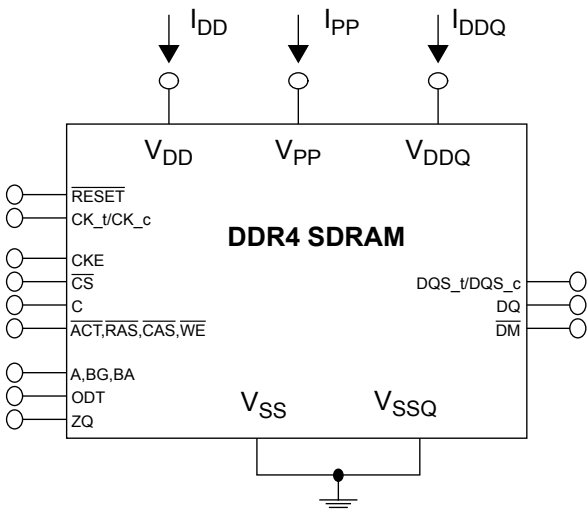 IDD IPP IDDQ
VDD VPP VDDQ
RESET
CK_t/CK_c
DDR4 SDRAM
CKE
CS
DQS_t/DQS_c
C
DQ
ACT,RAS,CAS,WE
DM
A,BG,BA
ODT
VSS VSSQ
ZQ